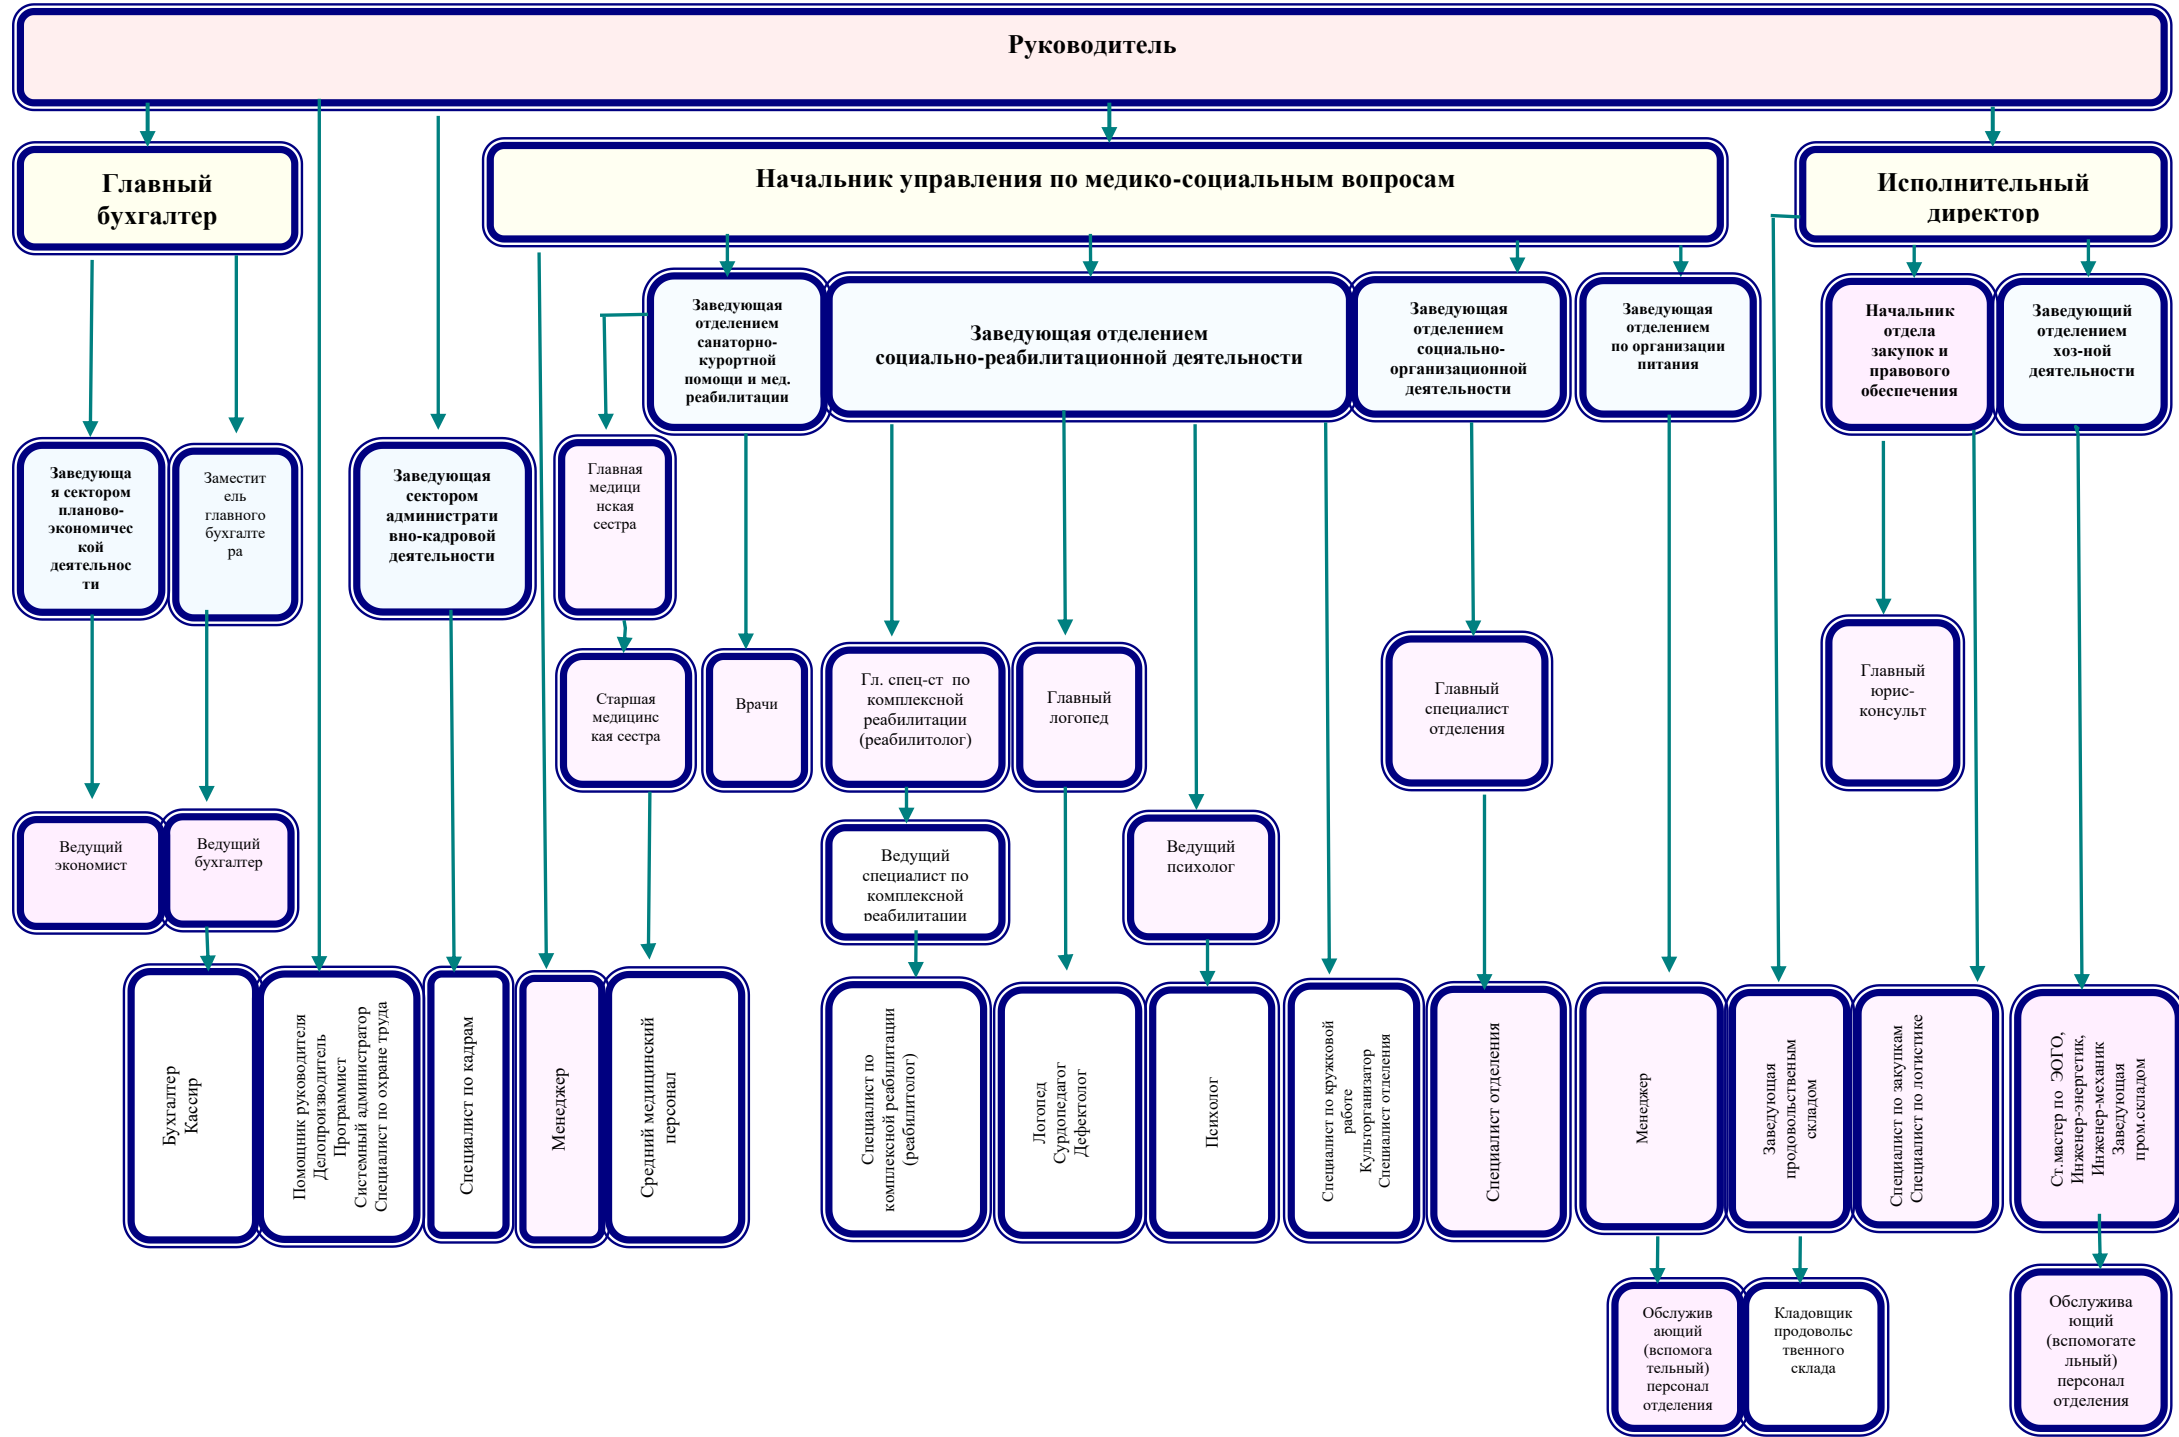 Руководитель
Главный
бухгалтер
Начальник управления по медико-социальным вопросам
Исполнительный
директор
Заведующая
отделением
санаторно-
курортной
помощи и мед.
реабилитации
Заведующая отделением
социально-реабилитационной деятельности
Заведующая
отделением
социально-
организационной
деятельности
Заведующая
отделением
по организации
питания
Начальник
отдела
закупок и
правового
обеспечения
Заведующий
отделением
хоз-ной
деятельности
Заведующа
я сектором
планово-
экономичес
кой
деятельнос
ти
Заместит
ель
главного
бухгалте
ра
Заведующая
сектором
администрати
вно-кадровой
деятельности
Главная
медици
нская
сестра
Старшая
медицинс
кая сестра
Врачи
Гл. спец-ст по
комплексной
реабилитации
(реабилитолог)
Главный
логопед
Главный
специалист
отделения
Главный
юрис-
консульт
Ведущий
экономист
Ведущий
бухгалтер
Ведущий
специалист по
комплексной
реабилитации
Ведущий
психолог
Бухгалтер
Кассир
Помощник руководителя
Делопроизводитель
Программист
Системный администратор
Специалист по охране труда
Специалист по кадрам
Менеджер
Средний медицинский
персонал
Специалист по
комплексной реабилитации
(реабилитолог)
Логопед
Сурдопедагог
Дефектолог
Психолог
Специалист по кружковой
работе
Культорганизатор
Специалист отделения
Специалист отделения
Менеджер
Заведующая
продовольственным
складом
Специалист по закупкам
Специалист по логистике
Ст.мастер по ЭОГО,
Инженер-энергетик,
Инженер-механик
Заведующая
пром.складом
Обслужив
ающий
(вспомога
тельный)
персонал
отделения
Кладовщик
продовольс
твенного
склада
Обслужива
ющий
(вспомогате
льный)
персонал
отделения